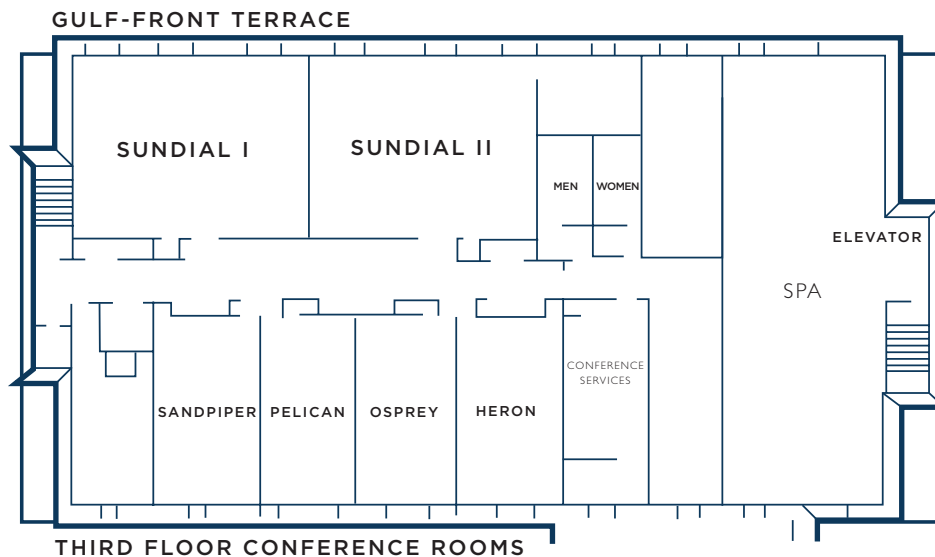 GULF-FRONT TERRACE
SUNDIAL I
SUNDIAL II
MEN
WOMEN
ELEVATOR
SPA
CONFERENCE
SERVICES
SANDPIPER
PELICAN
OSPREY
HERON
THIRD FLOOR CONFERENCE ROOMS